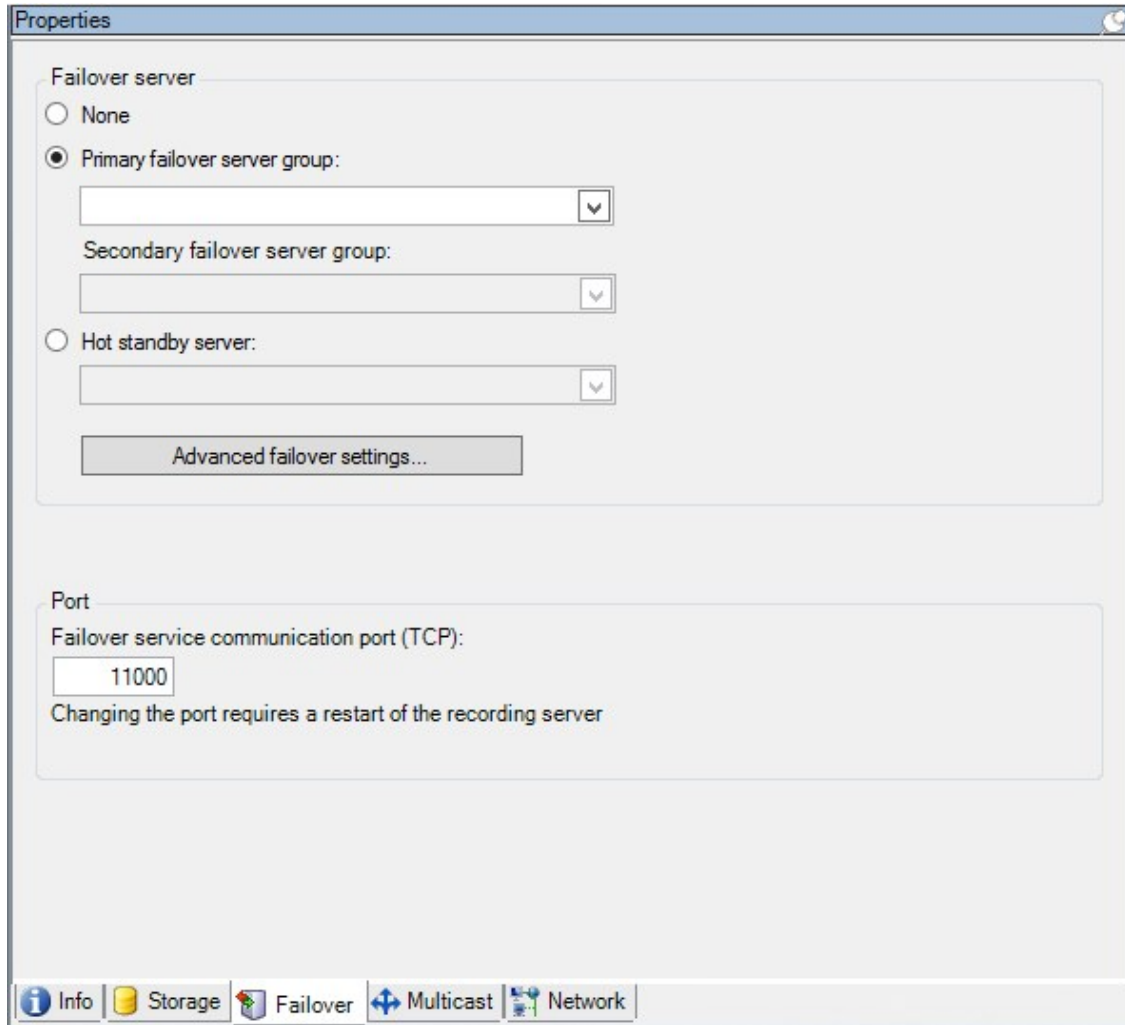 Properties
Failover server
None
Primary failover server group:
Secondary failover server group:
Hot standby server:
Advanced failover settings...
Port
Failover service communication port (TCP):
11000
Changing the port requires a restart of the recording server
Info Storage Failover Multicast Network